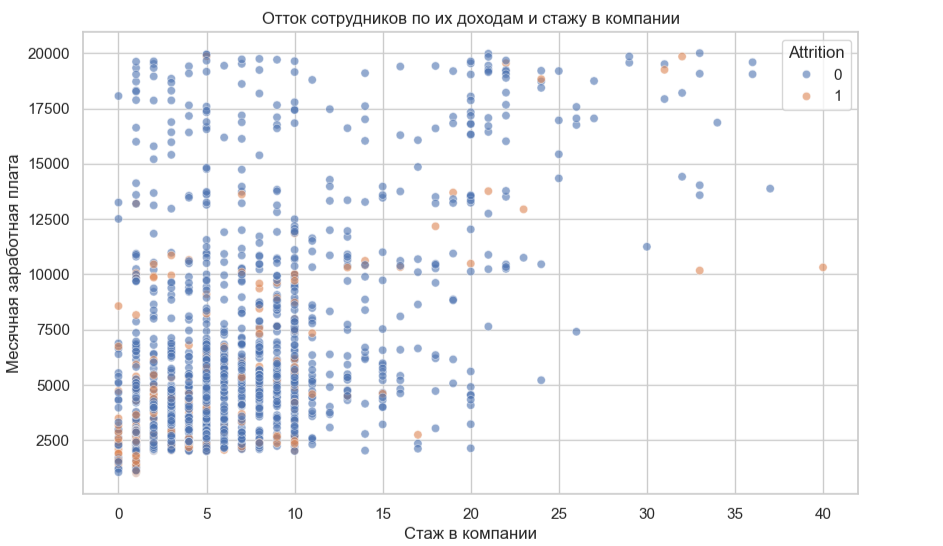 Отток сотрудников по их доходам и стажу в компании
Attrition
0
1
20000
17500
15000
12500
10000
7500
5000
2500
Месячная заработная плата
0 5 10 15 20 25 30 35 40
Стаж в компании